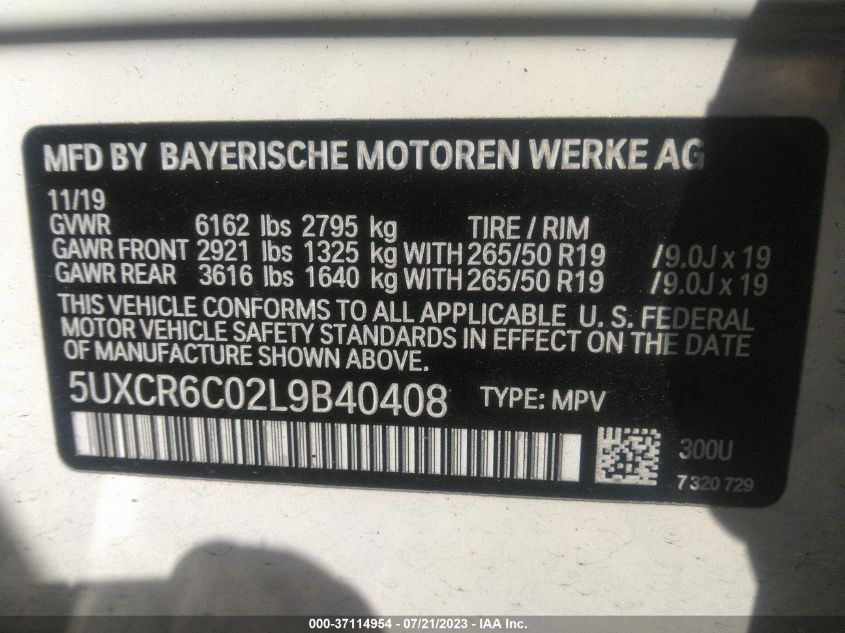 MFD BY BAYERISCHE MOTOREN WERKE AG
11/19
GVWR 6162 lbs 2795 kg TIRE / RIM
GAWR FRONT 2921 lbs 1325 kg WITH 265/50 R19 /9.0J x 19
GAWR REAR 3616 lbs 1640 kg WITH 265/50 R19 /9.0J x 19
THIS VEHICLE CONFORMS TO ALL APPLICABLE U. S. FEDERAL
MOTOR VEHICLE SAFETY STANDARDS IN EFFECT ON THE DATE
OF MANUFACTURE SHOWN ABOVE.
5UXCR6C02L9B40408 TYPE: MPV
300U
7 320 729
000-37114954 - 07/21/2023 - IAA Inc.